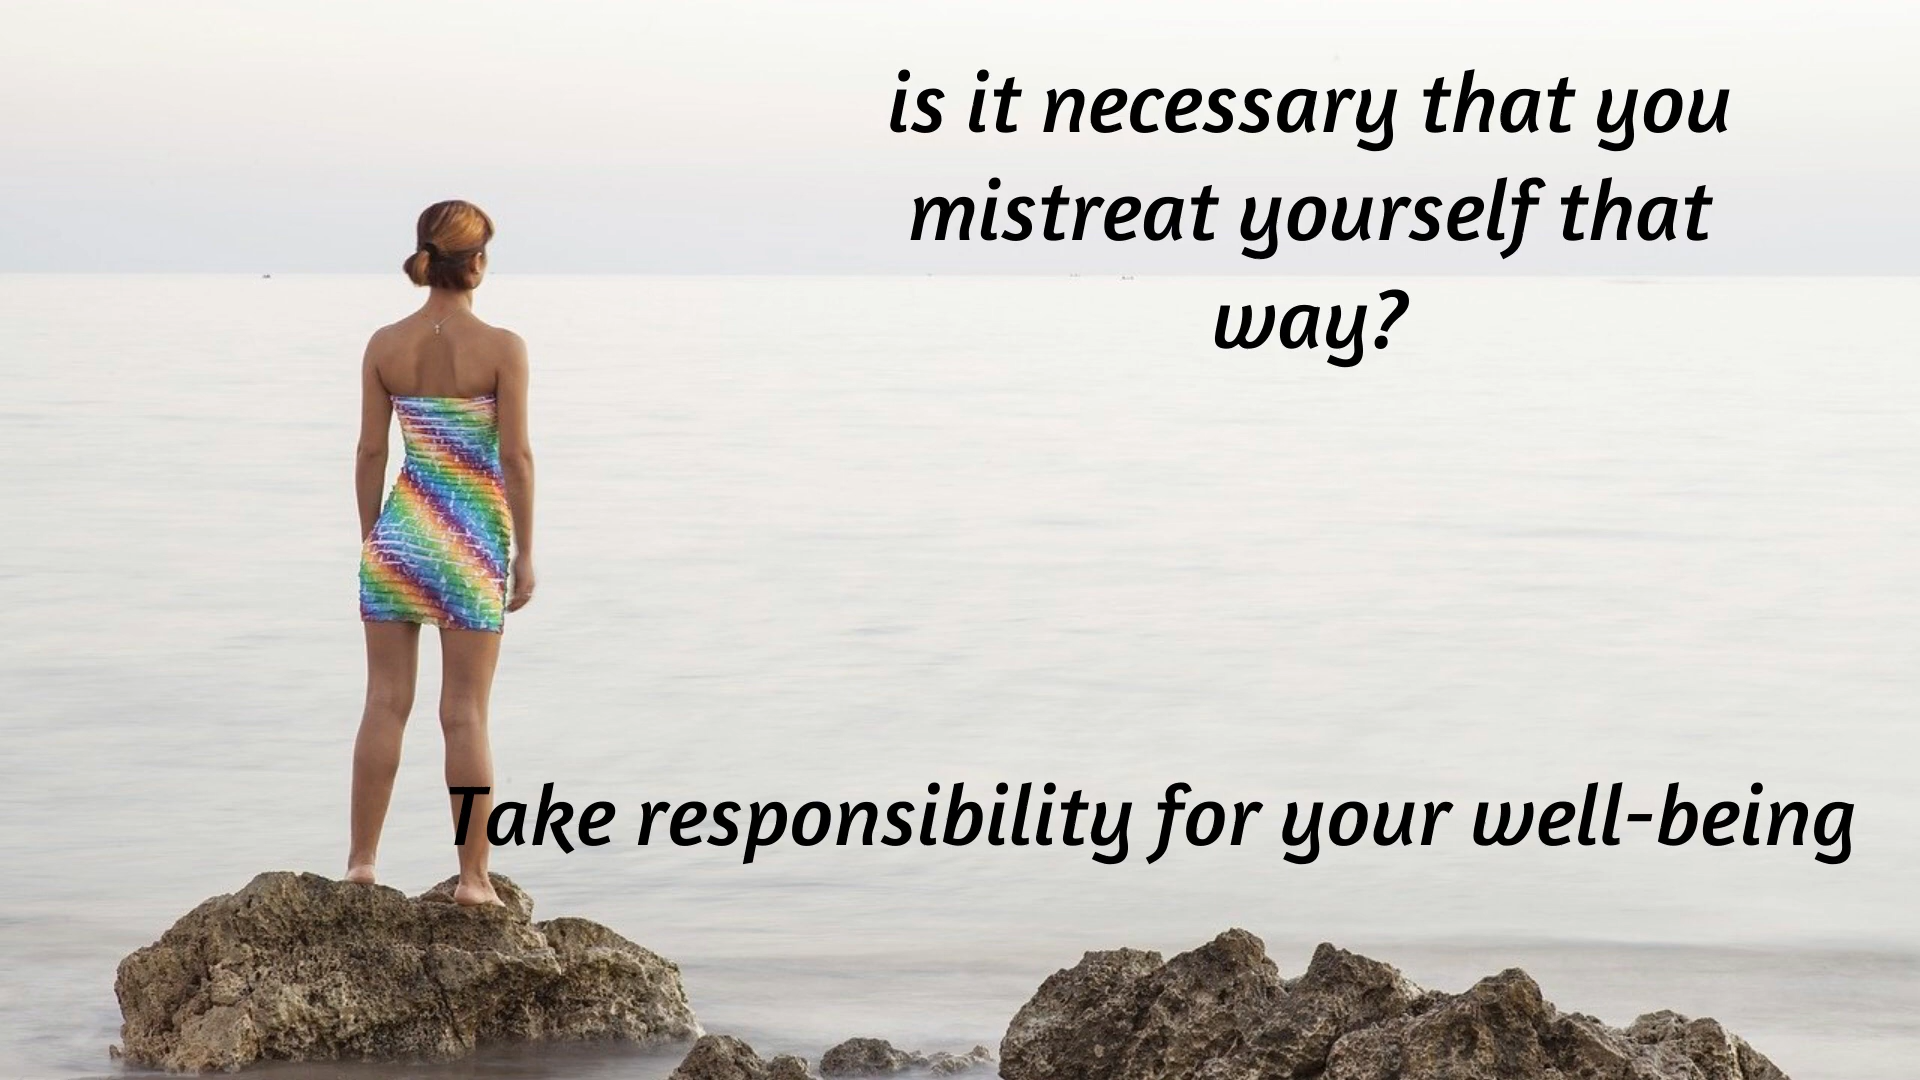 is it necessary that you
mistreat yourself that
way?
Take responsibility for your well-being